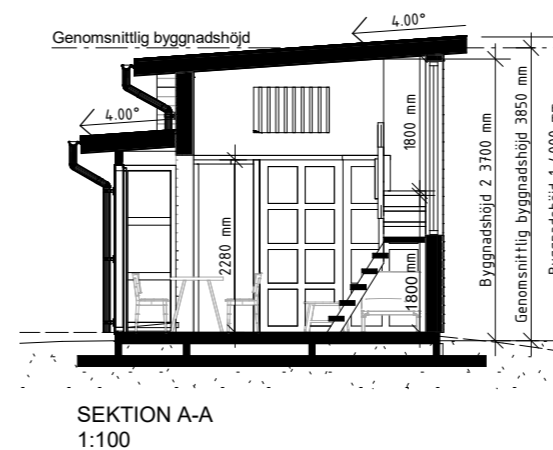 4.00°
Genomsnittlig byggnadshöjd
4.00°
1800 mm
2280 mm
1800 mm
Byggnadshöjd 2 3700 mm
Genomsnittlig byggnadshöjd 3850 mm
SEKTION A-A
1:100